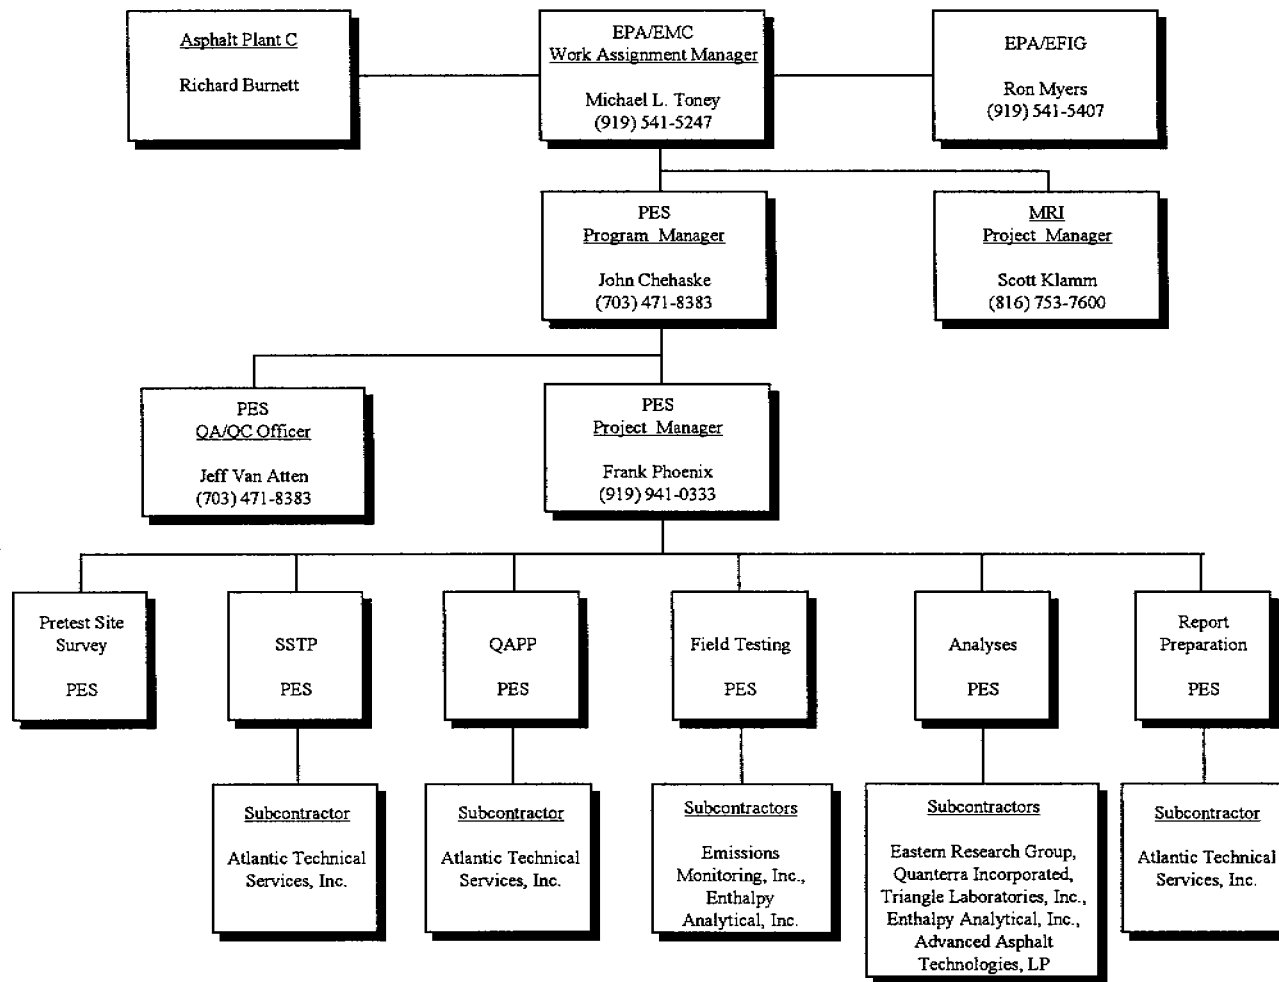 Asphalt Plant C
Richard Burnett
EPA/EMC
Work Assignment Manager
Michael L. Toney
(919) 541-5247
EPA/EFIG
Ron Myers
(919) 541-5407
PES
Program Manager
John Chehaske
(703) 471-8383
MRI
Project Manager
Scott Klamm
(816) 753-7600
PES
QA/QC Officer
Jeff Van Atten
(703) 471-8383
PES
Project Manager
Frank Phoenix
(919) 941-0333
Pretest Site
Survey
PES
SSTP
PES
QAPP
PES
Field Testing
PES
Analyses
PES
Report
Preparation
PES
Subcontractor
Atlantic Technical
Services, Inc.
Subcontractor
Atlantic Technical
Services, Inc.
Subcontractors
Emissions
Monitoring, Inc.,
Enthalpy
Analytical, Inc.
Subcontractors
Eastern Research Group,
Quanterra Incorporated,
Triangle Laboratories, Inc.,
Enthalpy Analytical, Inc.,
Advanced Asphalt
Technologies, LP
Subcontractor
Atlantic Technical
Services, Inc.